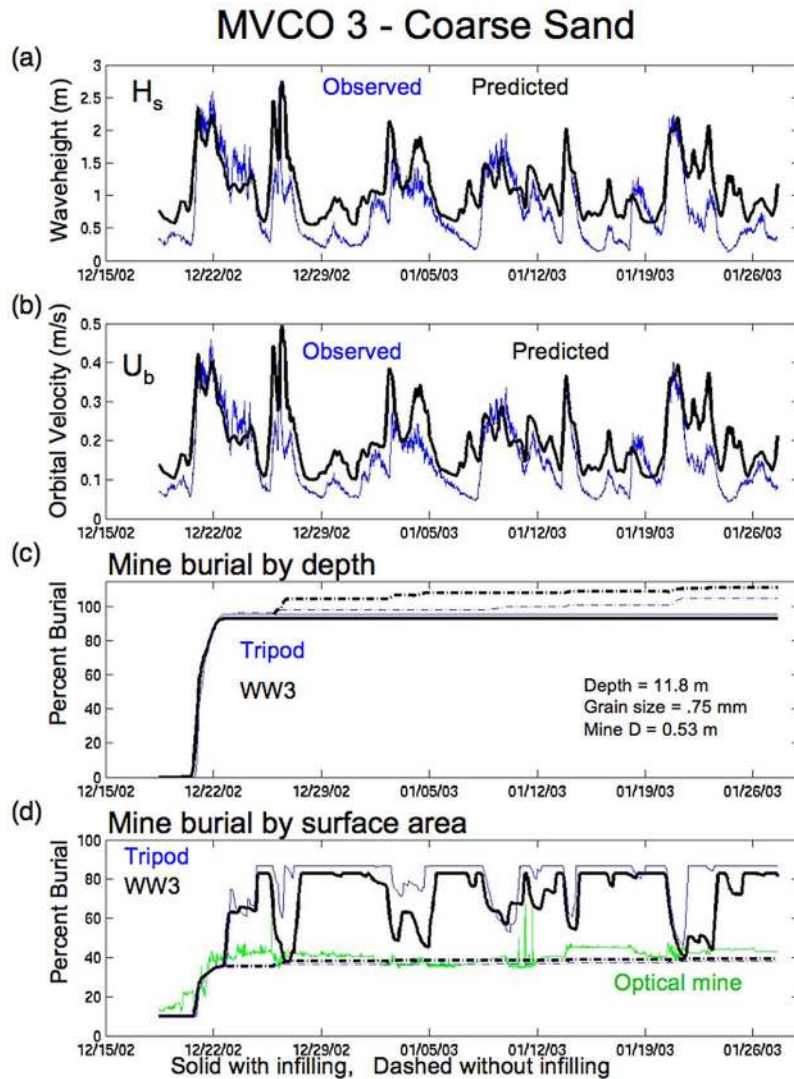 MVCO 3 - Coarse Sand
(a)
Hs
Observed
Predicted
Waveheight (m)
3
2.5
2
1.5
1
0.5
0
12/15/02 12/22/02 12/29/02 01/05/03 01/12/03 01/19/03 01/26/03
(b)
Ub
Observed
Predicted
Orbital Velocity (m/s)
0.5
0.4
0.3
0.2
0.1
0
12/15/02 12/22/02 12/29/02 01/05/03 01/12/03 01/19/03 01/26/03
(c)
Mine burial by depth
Percent Burial
100
80
60
40
20
0
Tripod
WW3
Depth = 11.8 m
Grain size = .75 mm
Mine D = 0.53 m
12/15/02 12/22/02 12/29/02 01/05/03 01/12/03 01/19/03 01/26/03
(d)
Mine burial by surface area
Percent Burial
100
80
60
40
20
0
Tripod
WW3
Optical mine
12/15/02 12/22/02 12/29/02 01/05/03 01/12/03 01/19/03 01/26/03
Solid with infilling, Dashed without infilling